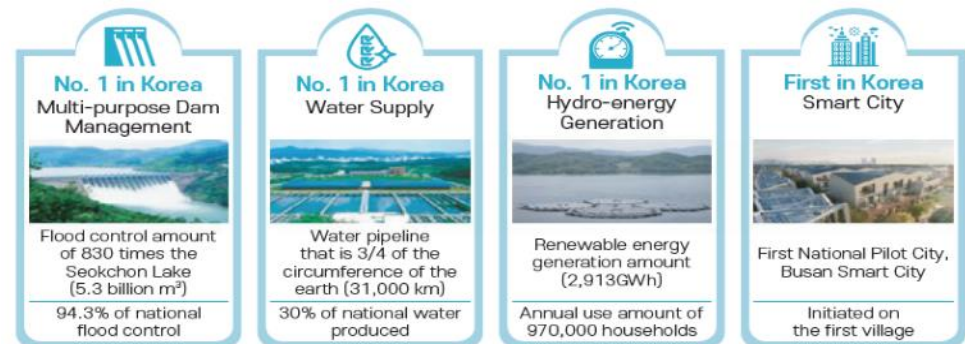 No. 1 in Korea
Multi-purpose Dam
Management
Flood control amount
of 830 times the
Seokchon Lake
(5.3 billion m³)
94.3% of national
flood control
No. 1 in Korea
Water Supply
Water pipeline
that is 3/4 of the
circumference of the
earth (31,000 km)
30% of national water
produced
No. 1 in Korea
Hydro-energy
Generation
Renewable energy
generation amount
(2,913GWh)
Annual use amount of
970,000 households
First in Korea
Smart City
First National Pilot City,
Busan Smart City
Initiated on
the first village